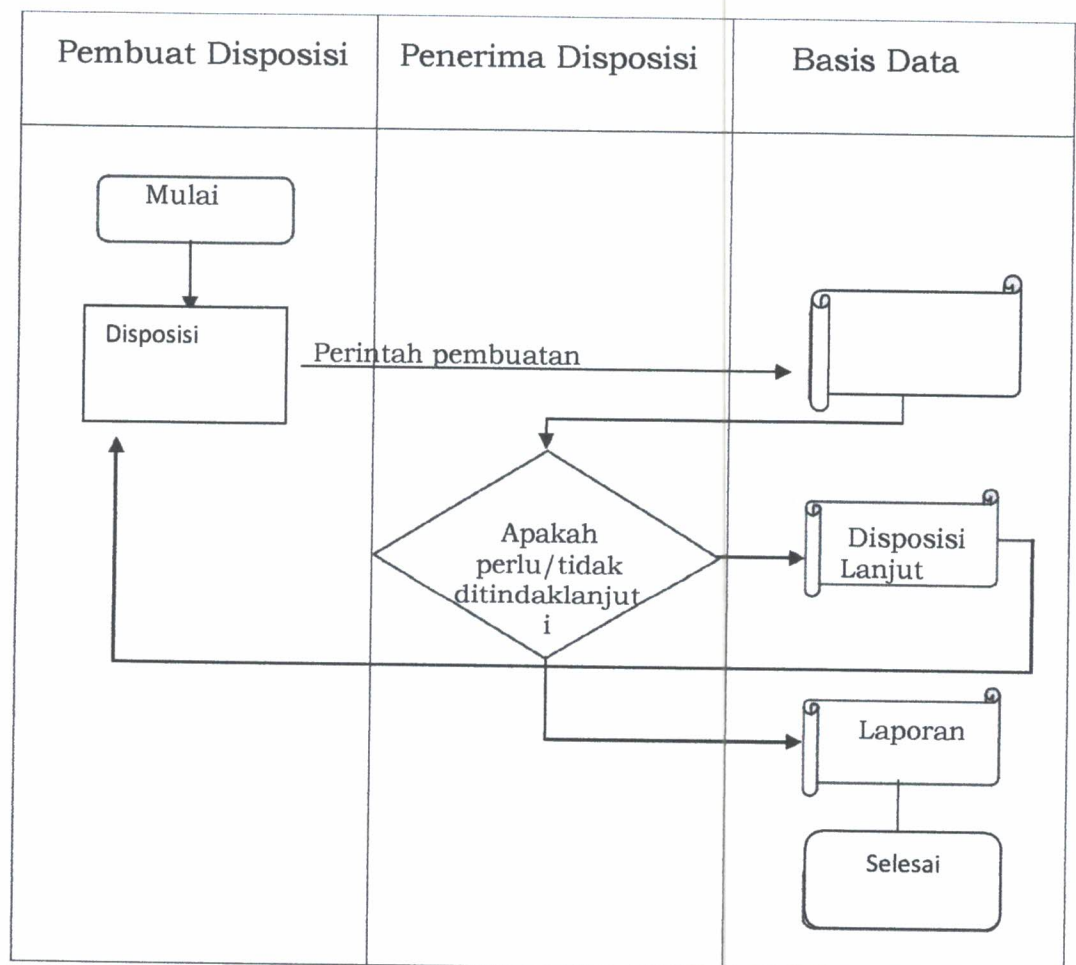 Pembuat Disposisi
Penerima Disposisi
Basis Data
Mulai
Disposisi
Perintah pembuatan
Apakah
perlu/tidak
ditindaklanjut
i
Disposisi
Lanjut
Laporan
Selesai